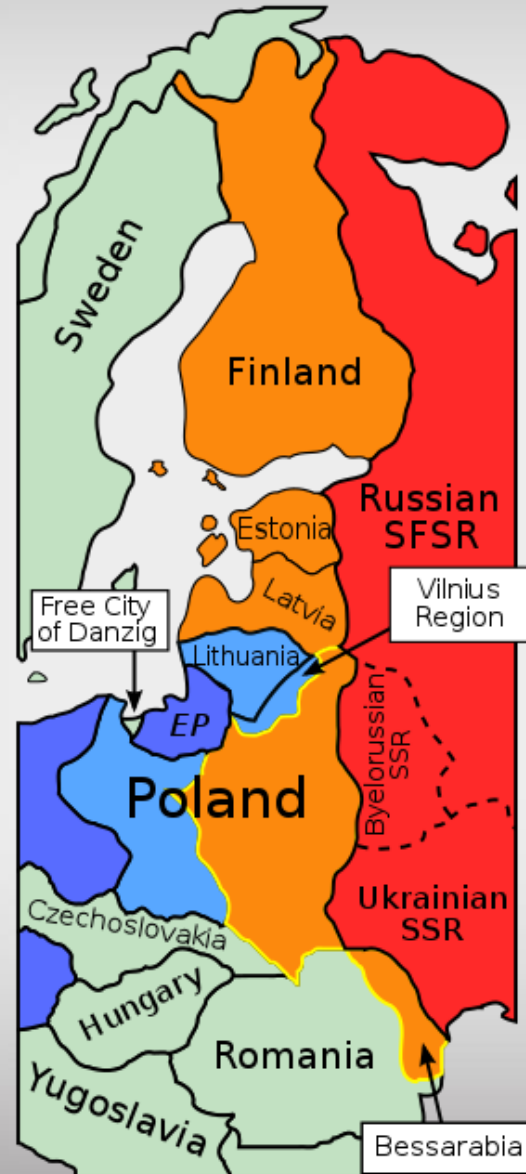 Sweden
Finland
Russian
SFSR
Estonia
Latvia
Vilnius
Region
Free City
of Danzig
Lithuania
EP
Byelorussian
SSR
Poland
Ukrainian
SSR
Czechoslovakia
Hungary
Romania
Yugoslavia
Bessarabia